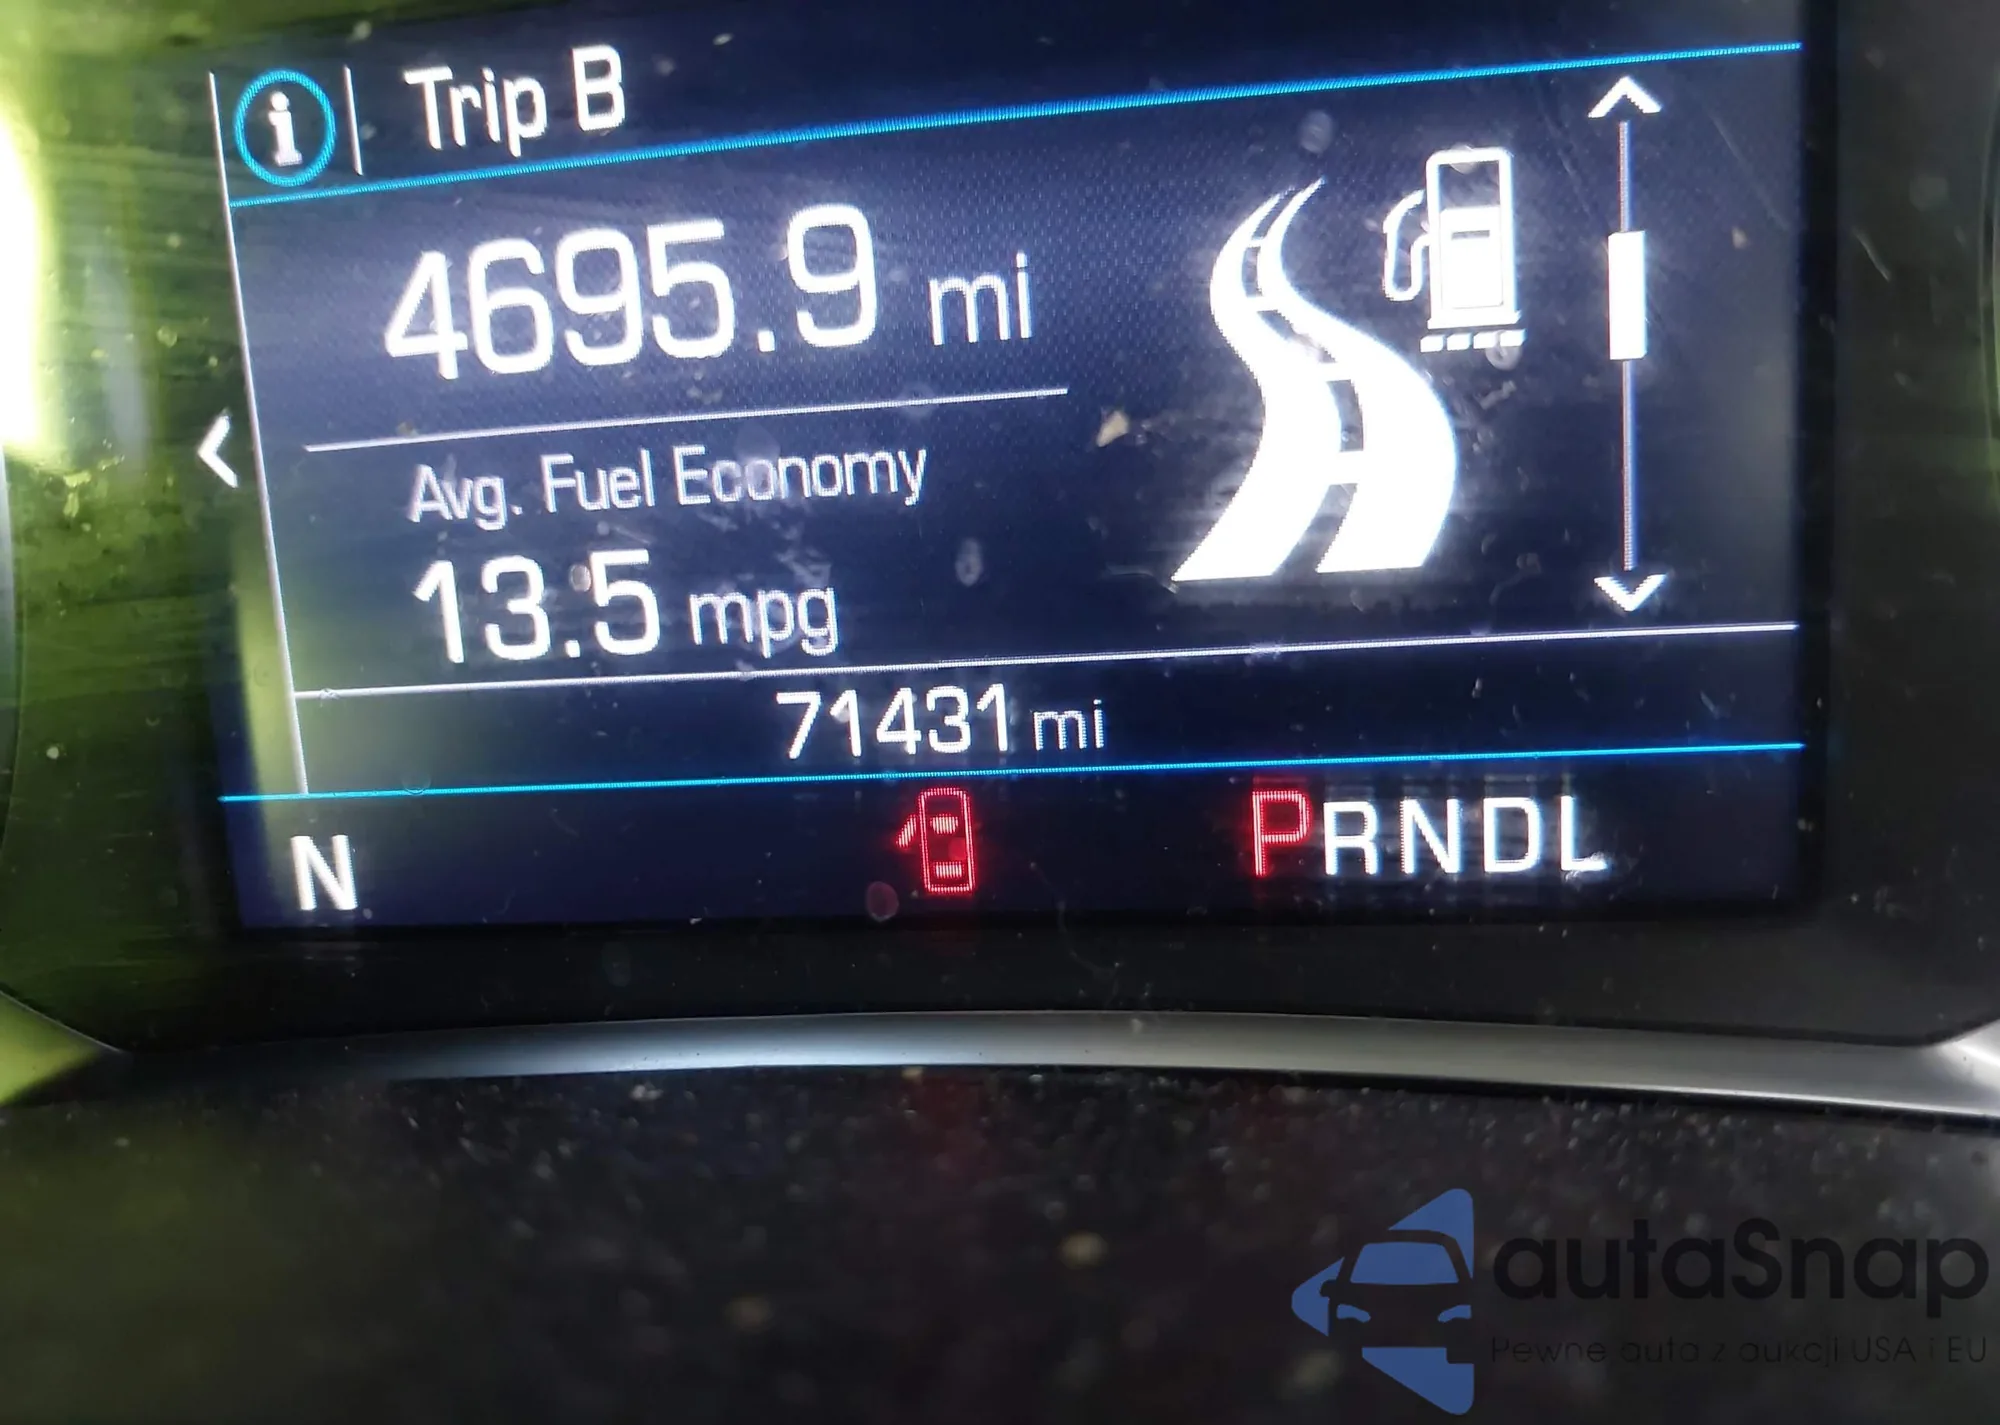 i Trip B
4695.9 mi
Avg. Fuel Economy
13.5 mpg
71431 mi
N PRNDL
autaSnap
Pewne auta z aukcji USA i EU